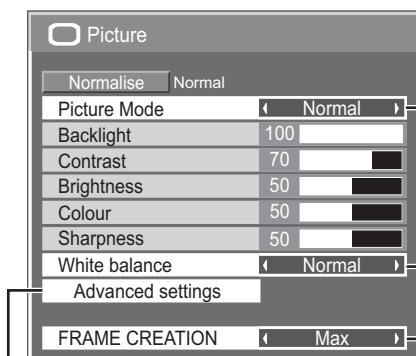 Picture
Normalise Normal
Picture Mode Normal
Backlight 100
Contrast 70
Brightness 50
Colour 50
Sharpness 50
White balance Normal
Advanced settings
FRAME CREATION Max